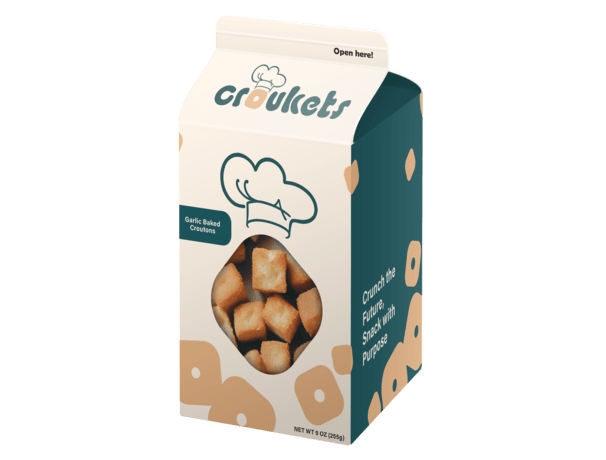 Open here!
croukets
Garlic Baked
Croutons
Crunch the
Future,
Snack with
Purpose
NET WT 9 OZ (255g)